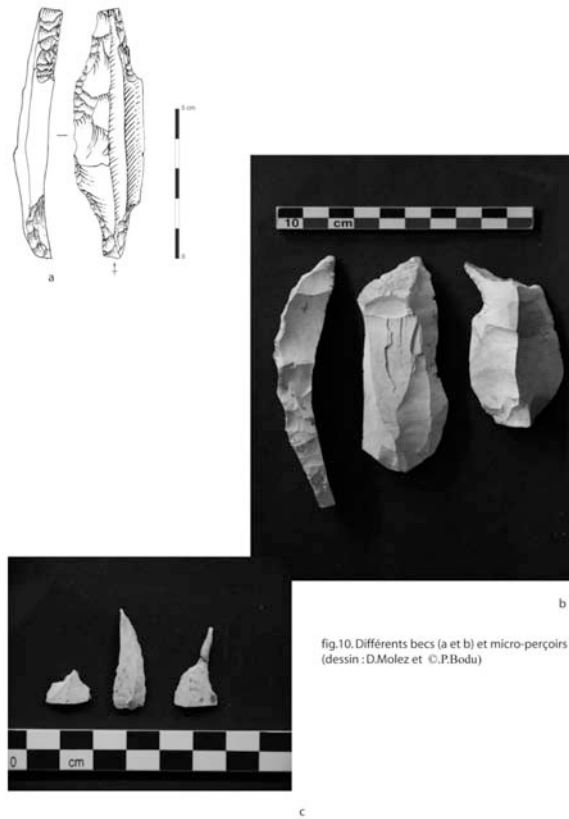 5 cm
0
a
10 cm
b
fig.10. Différents becs (a et b) et micro-perçoirs
(dessin : D.Molez et ©.P.Bodu)
0 cm
c